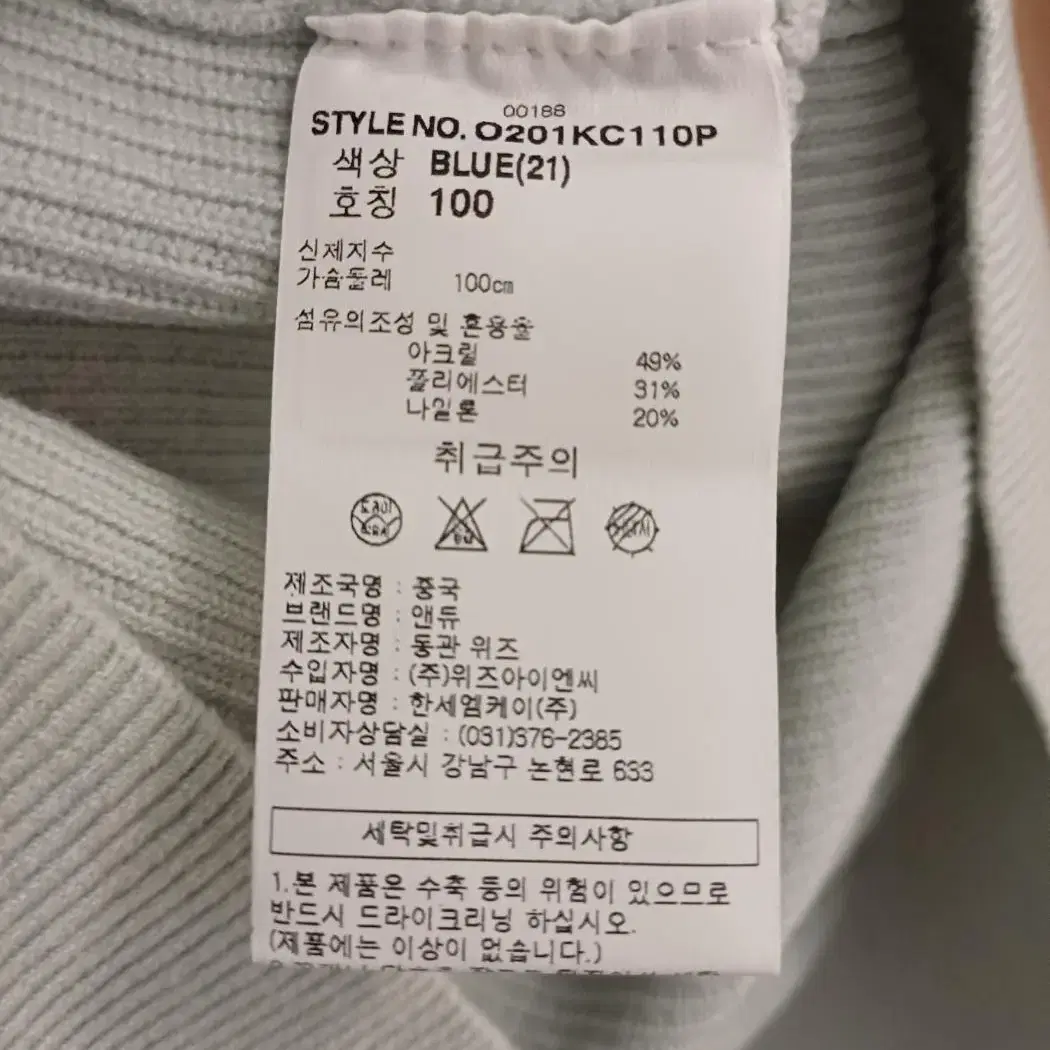 00188
STYLE NO. O201KC110P
색상 BLUE(21)
호칭 100
신체치수
가슴둘레 100cm
섬유의조성 및 혼용율
아크릴 49%
폴리에스터 31%
나일론 20%
취급주의
제조국명 : 중국
브랜드명 : 앤듀
제조자명 : 동관 위즈
수입자명 : (주)위즈아이엔씨
판매자명 : 한세엠케이(주)
소비자상담실 : (031)376-2385
주소 : 서울시 강남구 논현로 633
세탁및취급시 주의사항
1.본 제품은 수축 등의 위험이 있으므로
반드시 드라이크리닝 하십시오.
(제품에는 이상이 없습니다.)